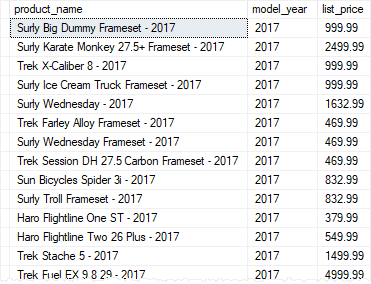 product_name model_year list_price
Surly Big Dummy Frameset - 2017 2017 999.99
Surly Karate Monkey 27.5+ Frameset - 2017 2017 2499.99
Trek X-Caliber 8 - 2017 2017 999.99
Surly Ice Cream Truck Frameset - 2017 2017 999.99
Surly Wednesday - 2017 2017 1632.99
Trek Farley Alloy Frameset - 2017 2017 469.99
Surly Wednesday Frameset - 2017 2017 469.99
Trek Session DH 27.5 Carbon Frameset - 2017 2017 469.99
Sun Bicycles Spider 3i - 2017 2017 832.99
Surly Troll Frameset - 2017 2017 832.99
Haro Flightline One ST - 2017 2017 379.99
Haro Flightline Two 26 Plus - 2017 2017 549.99
Trek Stache 5 - 2017 2017 1499.99
Trek Fuel EX 9.8 29 - 2017 2017 4999.99